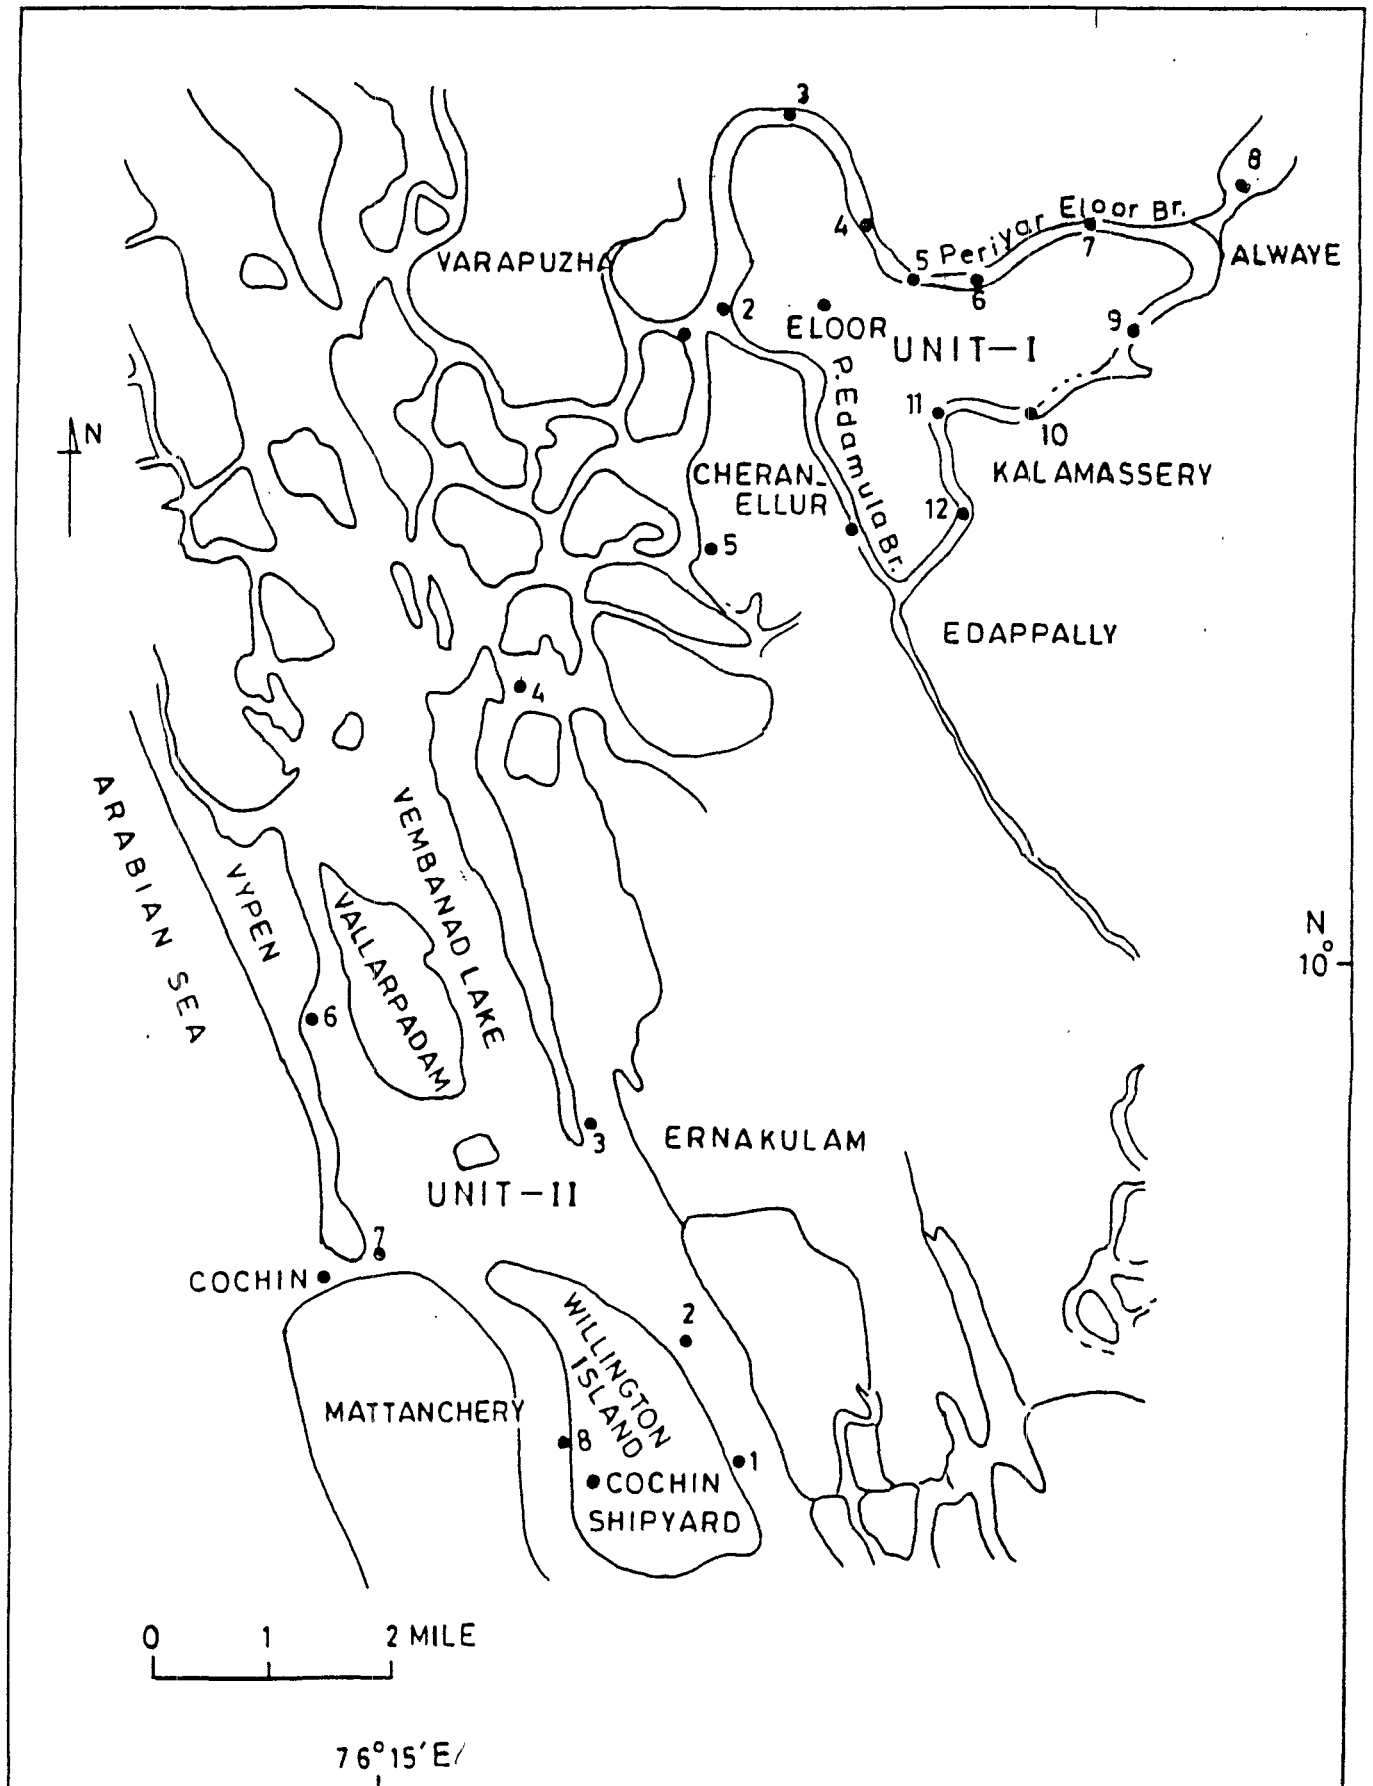 3
8
4
5
Periyar Eloor Br.
7
6
ALWAYE
VARAPUZHA
2
ELOOR
UNIT-I
9
P. Edamula Br.
11
10
N
CHERAN-
ELLUR
KALAMASSERY
12
5
EDAPPALLY
4
ARABIAN SEA
VYPEN
VALLARPADAM
VEMBANAD LAKE
N
10°
6
3
ERNAKULAM
UNIT-II
7
COCHIN
WILLINGTON
ISLAND
2
MATTANCHERY
8
1
COCHIN
SHIPYARD
0 1 2 MILE
76°15'E